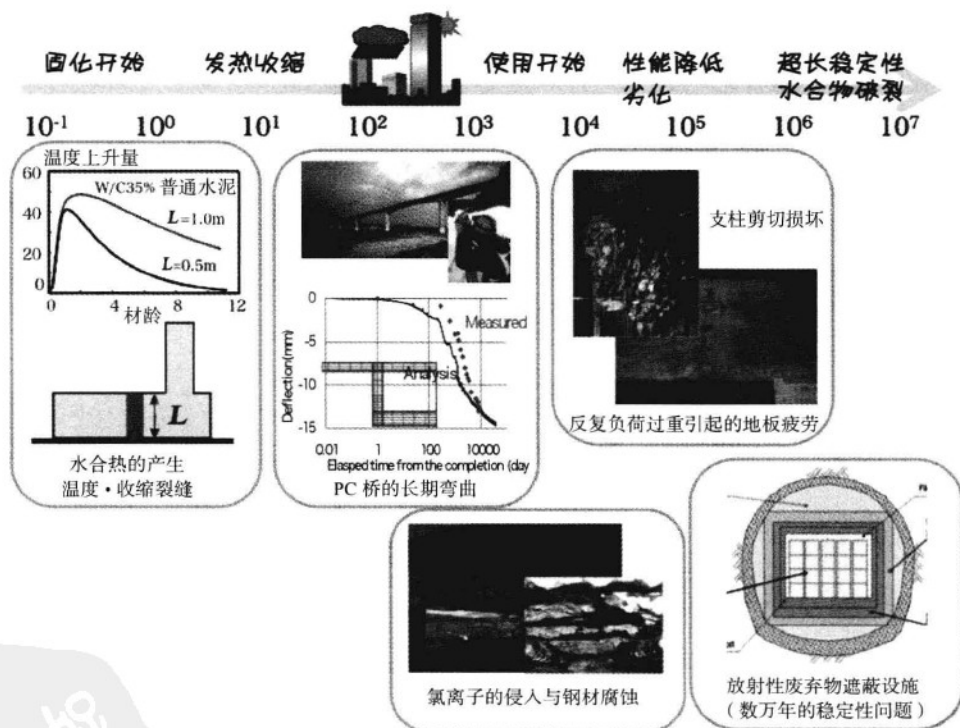 固化开始
发热收缩
使用开始
性能降低
劣化
超长稳定性
水合物破裂
10-1 100 101 102 103 104 105 106 107
温度上升量
60
40
20
0
W/C35% 普通水泥
L=1.0m
L=0.5m
0 4 8 12
材龄
L
水合热的产生
温度·收缩裂缝
0
-5
-10
-15
Deflection(mm)
Measured
Analysis
0.01 1 100 10000
Elasped time from the completion (day
PC 桥的长期弯曲
支柱剪切损坏
反复负荷过重引起的地板疲劳
氯离子的侵入与钢材腐蚀
放射性废弃物遮蔽设施
（数万年的稳定性问题）